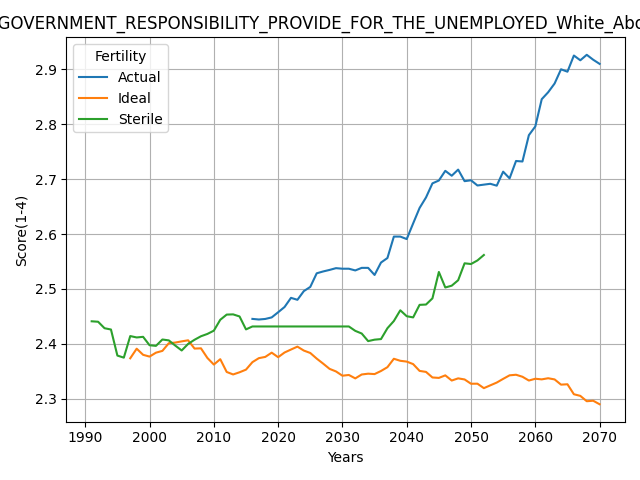 GOVERNMENT_RESPONSIBILITY_PROVIDE_FOR_THE_UNEMPLOYED_White_Abo
Fertility
Actual
Ideal
Sterile
2.9
2.8
2.7
2.6
2.5
2.4
2.3
Score(1-4)
1990 2000 2010 2020 2030 2040 2050 2060 2070
Years